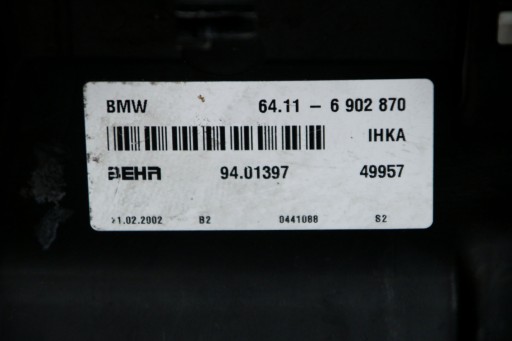 BMW 64.11 - 6 902 870
IHKA
BEHR 94.01397 49957
1.02.2002 B2 0441088 S2